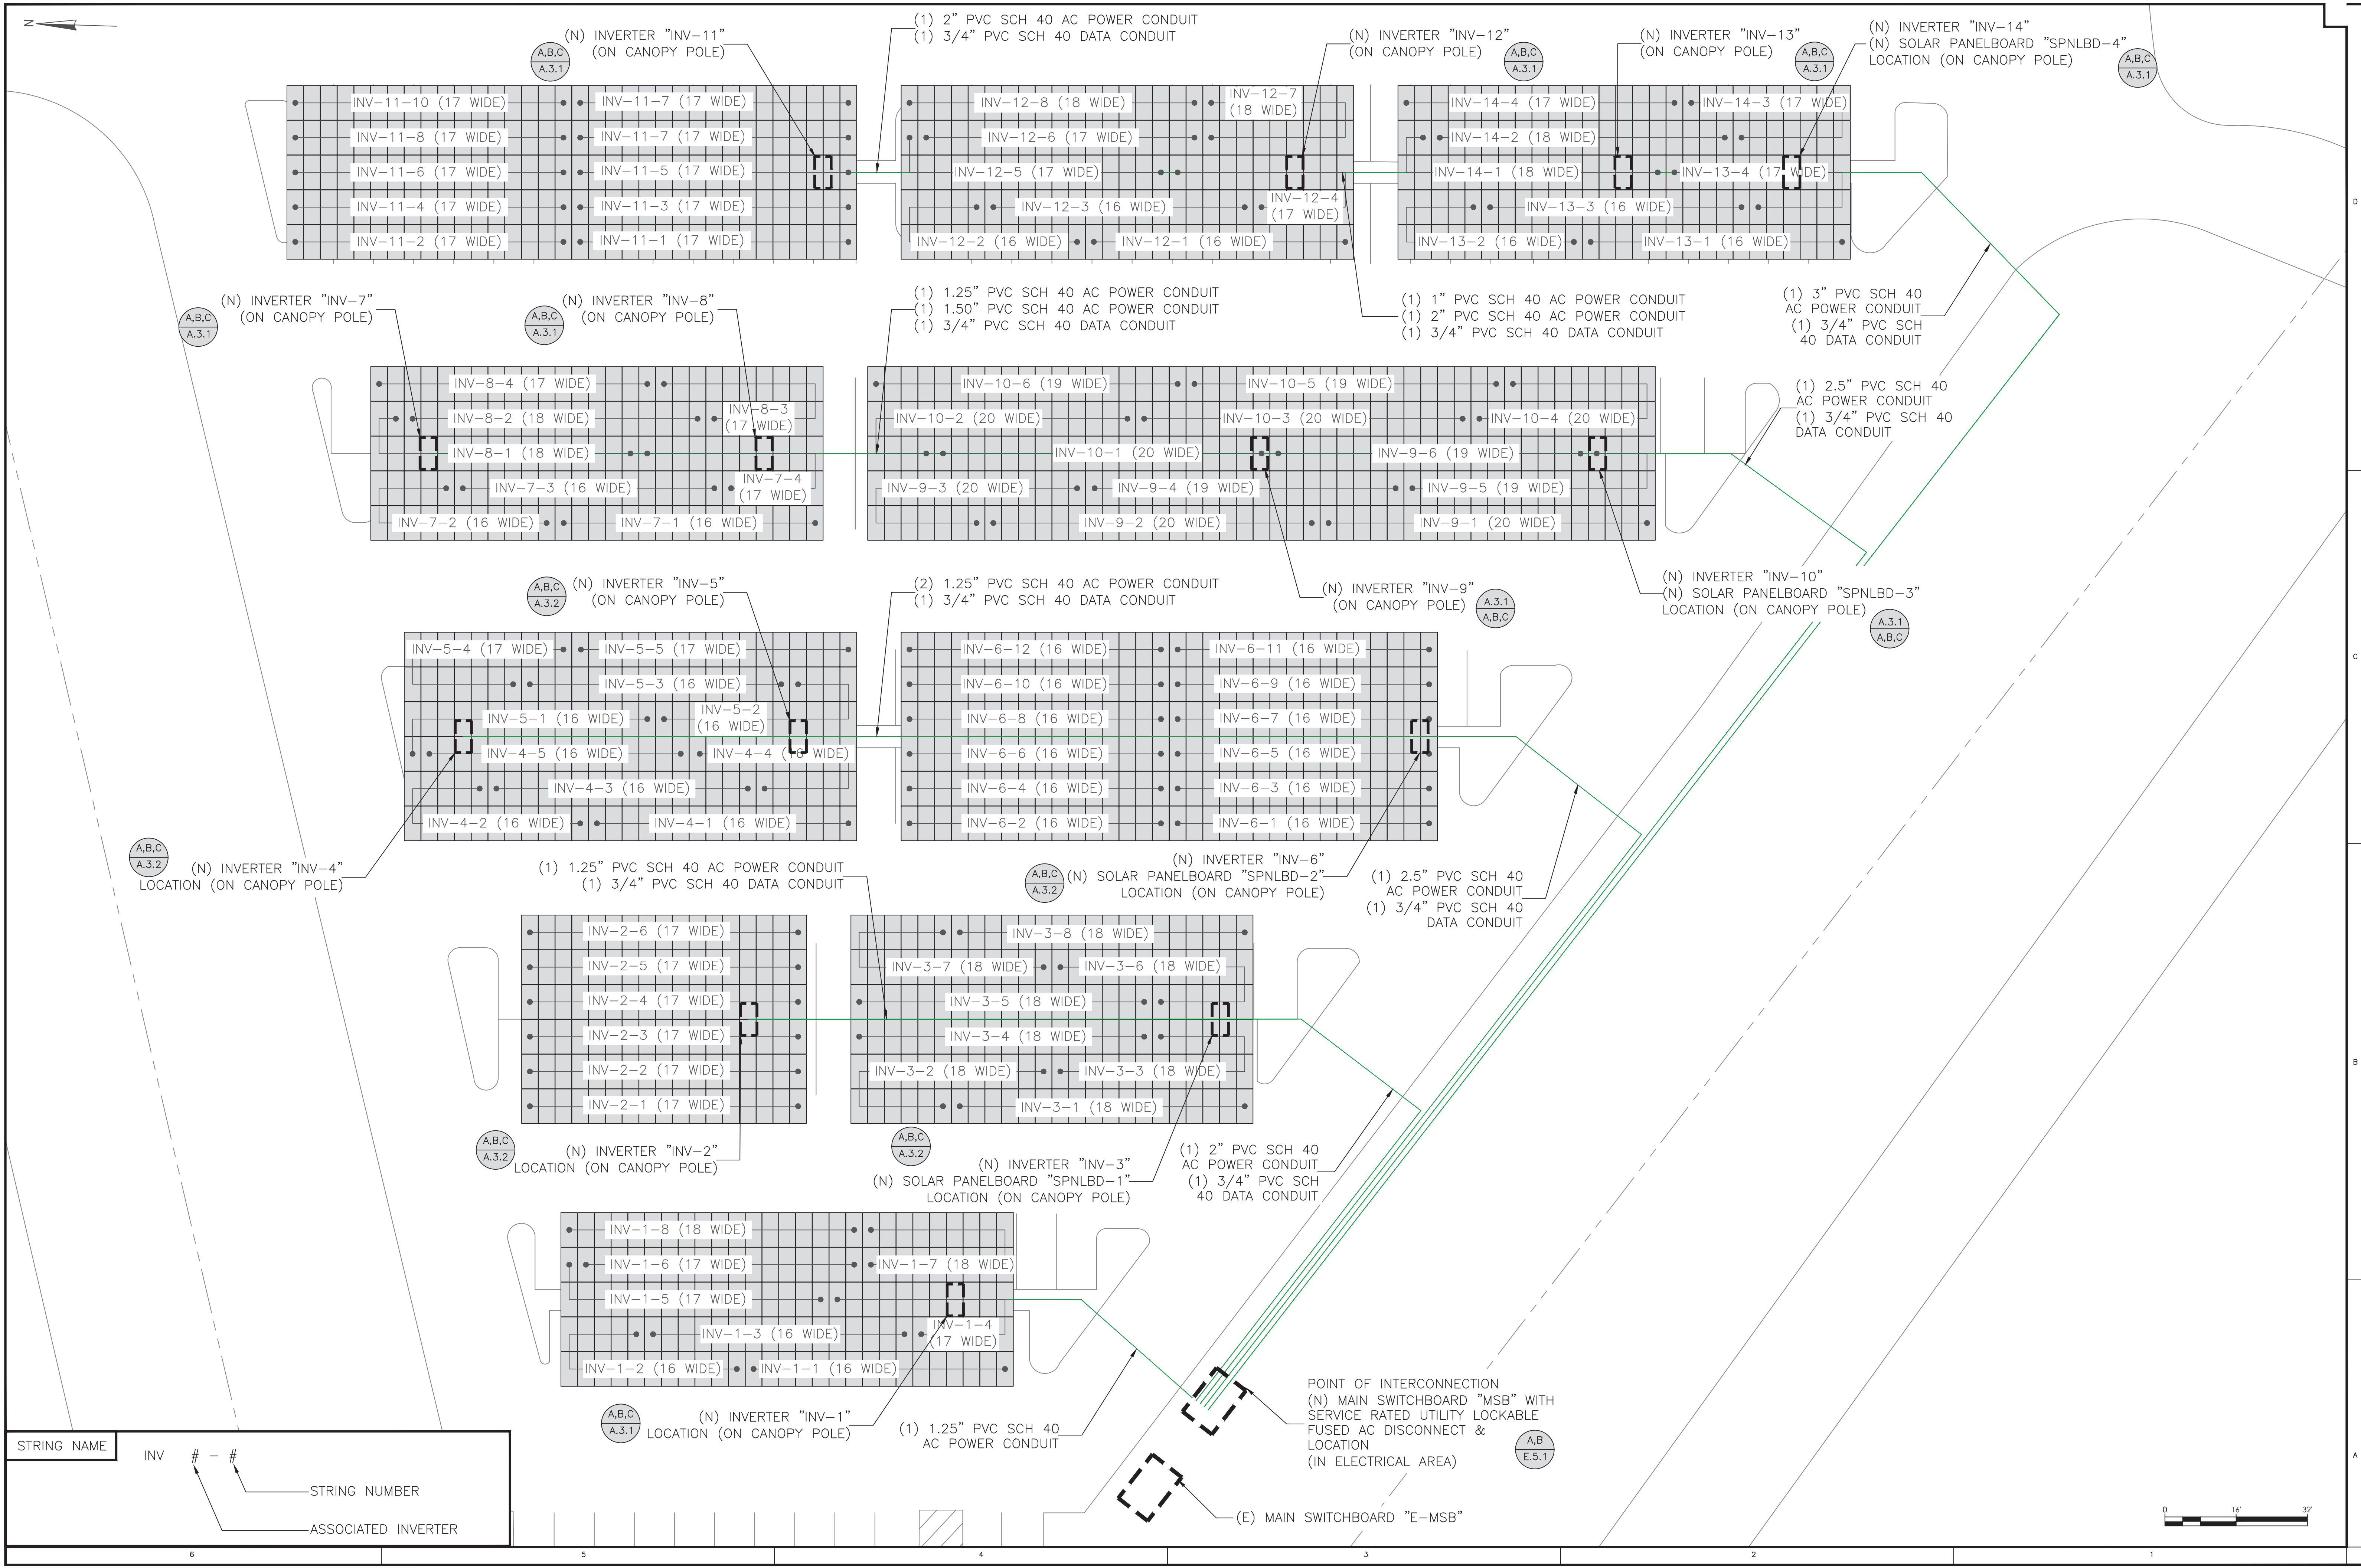 N
(1) 2" PVC SCH 40 AC POWER CONDUIT
(1) 3/4" PVC SCH 40 DATA CONDUIT
(N) INVERTER "INV-11"
(ON CANOPY POLE)
A,B,C
A.3.1
(N) INVERTER "INV-12"
(ON CANOPY POLE)
A,B,C
A.3.1
(N) INVERTER "INV-13"
(ON CANOPY POLE)
A,B,C
A.3.1
(N) INVERTER "INV-14"
(N) SOLAR PANELBOARD "SPNLBD-4"
LOCATION (ON CANOPY POLE)
A,B,C
A.3.1
INV-11-10 (17 WIDE)
INV-11-7 (17 WIDE)
INV-11-8 (17 WIDE)
INV-11-7 (17 WIDE)
INV-11-6 (17 WIDE)
INV-11-5 (17 WIDE)
INV-11-4 (17 WIDE)
INV-11-3 (17 WIDE)
INV-11-2 (17 WIDE)
INV-11-1 (17 WIDE)
INV-12-8 (18 WIDE)
INV-12-7
(18 WIDE)
INV-12-6 (17 WIDE)
INV-12-5 (17 WIDE)
INV-12-3 (16 WIDE)
INV-12-4
(17 WIDE)
INV-12-2 (16 WIDE)
INV-12-1 (16 WIDE)
INV-14-4 (17 WIDE)
INV-14-3 (17 WIDE)
INV-14-2 (18 WIDE)
INV-14-1 (18 WIDE)
INV-13-4 (17 WIDE)
INV-13-3 (16 WIDE)
INV-13-2 (16 WIDE)
INV-13-1 (16 WIDE)
D
(N) INVERTER "INV-7"
(ON CANOPY POLE)
A,B,C
A.3.1
(N) INVERTER "INV-8"
(ON CANOPY POLE)
A,B,C
A.3.1
(1) 1.25" PVC SCH 40 AC POWER CONDUIT
(1) 1.50" PVC SCH 40 AC POWER CONDUIT
(1) 3/4" PVC SCH 40 DATA CONDUIT
(1) 1" PVC SCH 40 AC POWER CONDUIT
(1) 2" PVC SCH 40 AC POWER CONDUIT
(1) 3/4" PVC SCH 40 DATA CONDUIT
(1) 3" PVC SCH 40
AC POWER CONDUIT
(1) 3/4" PVC SCH
40 DATA CONDUIT
INV-8-4 (17 WIDE)
INV-8-3
(17 WIDE)
INV-8-2 (18 WIDE)
INV-8-1 (18 WIDE)
INV-7-3 (16 WIDE)
INV-7-4
(17 WIDE)
INV-7-2 (16 WIDE)
INV-7-1 (16 WIDE)
INV-10-6 (19 WIDE)
INV-10-5 (19 WIDE)
INV-10-2 (20 WIDE)
INV-10-3 (20 WIDE)
INV-10-4 (20 WIDE)
INV-10-1 (20 WIDE)
INV-9-6 (19 WIDE)
INV-9-3 (20 WIDE)
INV-9-4 (19 WIDE)
INV-9-5 (19 WIDE)
INV-9-2 (20 WIDE)
INV-9-1 (20 WIDE)
(1) 2.5" PVC SCH 40
AC POWER CONDUIT
(1) 3/4" PVC SCH 40
DATA CONDUIT
A,B,C
A.3.2
(N) INVERTER "INV-5"
(ON CANOPY POLE)
(2) 1.25" PVC SCH 40 AC POWER CONDUIT
(1) 3/4" PVC SCH 40 DATA CONDUIT
(N) INVERTER "INV-9"
(ON CANOPY POLE)
A.3.1
A,B,C
(N) INVERTER "INV-10"
(N) SOLAR PANELBOARD "SPNLBD-3"
LOCATION (ON CANOPY POLE)
A.3.1
A,B,C
INV-5-4 (17 WIDE)
INV-5-5 (17 WIDE)
INV-5-3 (16 WIDE)
INV-5-1 (16 WIDE)
INV-5-2
(16 WIDE)
INV-4-5 (16 WIDE)
INV-4-4 (16 WIDE)
INV-4-3 (16 WIDE)
INV-4-2 (16 WIDE)
INV-4-1 (16 WIDE)
INV-6-12 (16 WIDE)
INV-6-11 (16 WIDE)
INV-6-10 (16 WIDE)
INV-6-9 (16 WIDE)
INV-6-8 (16 WIDE)
INV-6-7 (16 WIDE)
INV-6-6 (16 WIDE)
INV-6-5 (16 WIDE)
INV-6-4 (16 WIDE)
INV-6-3 (16 WIDE)
INV-6-2 (16 WIDE)
INV-6-1 (16 WIDE)
C
A,B,C
A.3.2
(N) INVERTER "INV-4"
LOCATION (ON CANOPY POLE)
(1) 1.25" PVC SCH 40 AC POWER CONDUIT
(1) 3/4" PVC SCH 40 DATA CONDUIT
A,B,C
A.3.2
(N) INVERTER "INV-6"
(N) SOLAR PANELBOARD "SPNLBD-2"
LOCATION (ON CANOPY POLE)
(1) 2.5" PVC SCH 40
AC POWER CONDUIT
(1) 3/4" PVC SCH 40
DATA CONDUIT
INV-2-6 (17 WIDE)
INV-2-5 (17 WIDE)
INV-2-4 (17 WIDE)
INV-2-3 (17 WIDE)
INV-2-2 (17 WIDE)
INV-2-1 (17 WIDE)
INV-3-8 (18 WIDE)
INV-3-7 (18 WIDE)
INV-3-6 (18 WIDE)
INV-3-5 (18 WIDE)
INV-3-4 (18 WIDE)
INV-3-2 (18 WIDE)
INV-3-3 (18 WIDE)
INV-3-1 (18 WIDE)
B
A,B,C
A.3.2
(N) INVERTER "INV-2"
LOCATION (ON CANOPY POLE)
A,B,C
A.3.2
(N) INVERTER "INV-3"
(N) SOLAR PANELBOARD "SPNLBD-1"
LOCATION (ON CANOPY POLE)
(1) 2" PVC SCH 40
AC POWER CONDUIT
(1) 3/4" PVC SCH
40 DATA CONDUIT
INV-1-8 (18 WIDE)
INV-1-6 (17 WIDE)
INV-1-7 (18 WIDE)
INV-1-5 (17 WIDE)
INV-1-3 (16 WIDE)
INV-1-4
(17 WIDE)
INV-1-2 (16 WIDE)
INV-1-1 (16 WIDE)
A,B,C
A.3.1
(N) INVERTER "INV-1"
LOCATION (ON CANOPY POLE)
(1) 1.25" PVC SCH 40
AC POWER CONDUIT
POINT OF INTERCONNECTION
(N) MAIN SWITCHBOARD "MSB" WITH
SERVICE RATED UTILITY LOCKABLE
FUSED AC DISCONNECT &
LOCATION
(IN ELECTRICAL AREA)
A,B
E.5.1
A
(E) MAIN SWITCHBOARD "E-MSB"
STRING NAME
INV # - #
STRING NUMBER
ASSOCIATED INVERTER
0 16' 32'
6 5 4 3 2 1